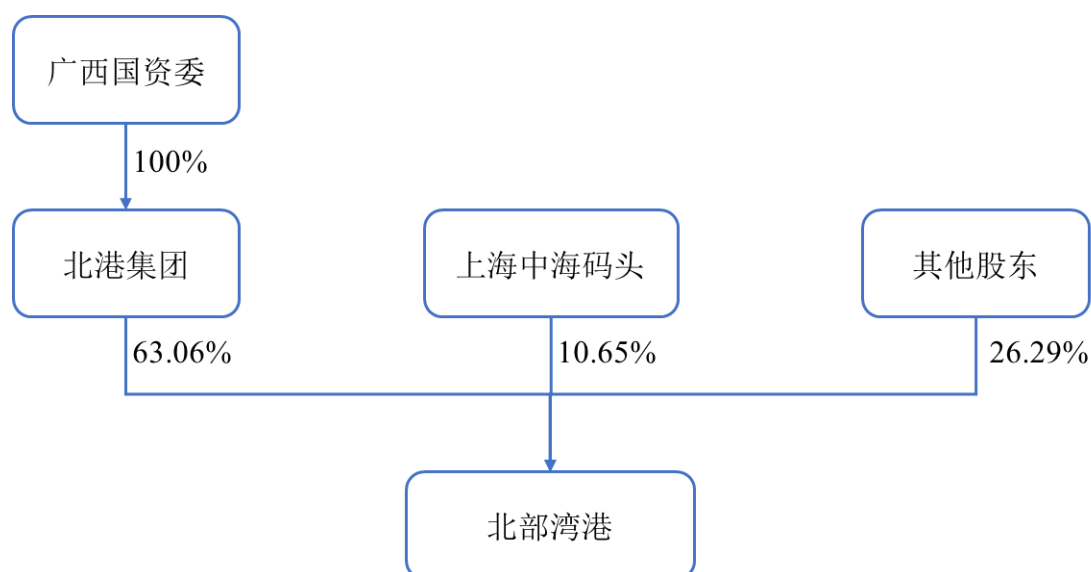 广西国资委
100%
北港集团
上海中海码头
其他股东
63.06%
10.65%
26.29%
北部湾港